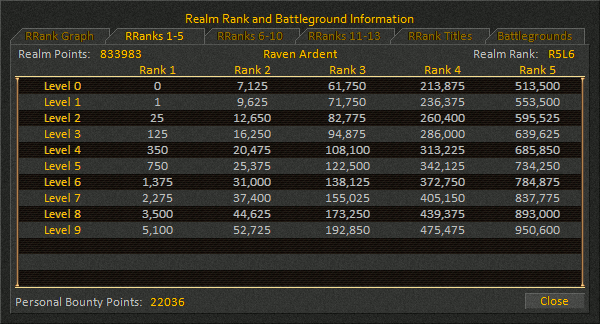 Realm Rank and Battleground Information
RRank Graph RRanks 1-5 RRanks 6-10 RRanks 11-13 RRank Titles Battlegrounds
Realm Points: 833983 Raven Ardent Realm Rank: R5L6
Rank 1 Rank 2 Rank 3 Rank 4 Rank 5
Level 0 0 7,125 61,750 213,875 513,500
Level 1 1 9,625 71,750 236,375 553,500
Level 2 25 12,650 82,775 260,400 595,525
Level 3 125 16,250 94,875 286,000 639,625
Level 4 350 20,475 108,100 313,225 685,850
Level 5 750 25,375 122,500 342,125 734,250
Level 6 1,375 31,000 138,125 372,750 784,875
Level 7 2,275 37,400 155,025 405,150 837,775
Level 8 3,500 44,625 173,250 439,375 893,000
Level 9 5,100 52,725 192,850 475,475 950,600
Personal Bounty Points: 22036 Close